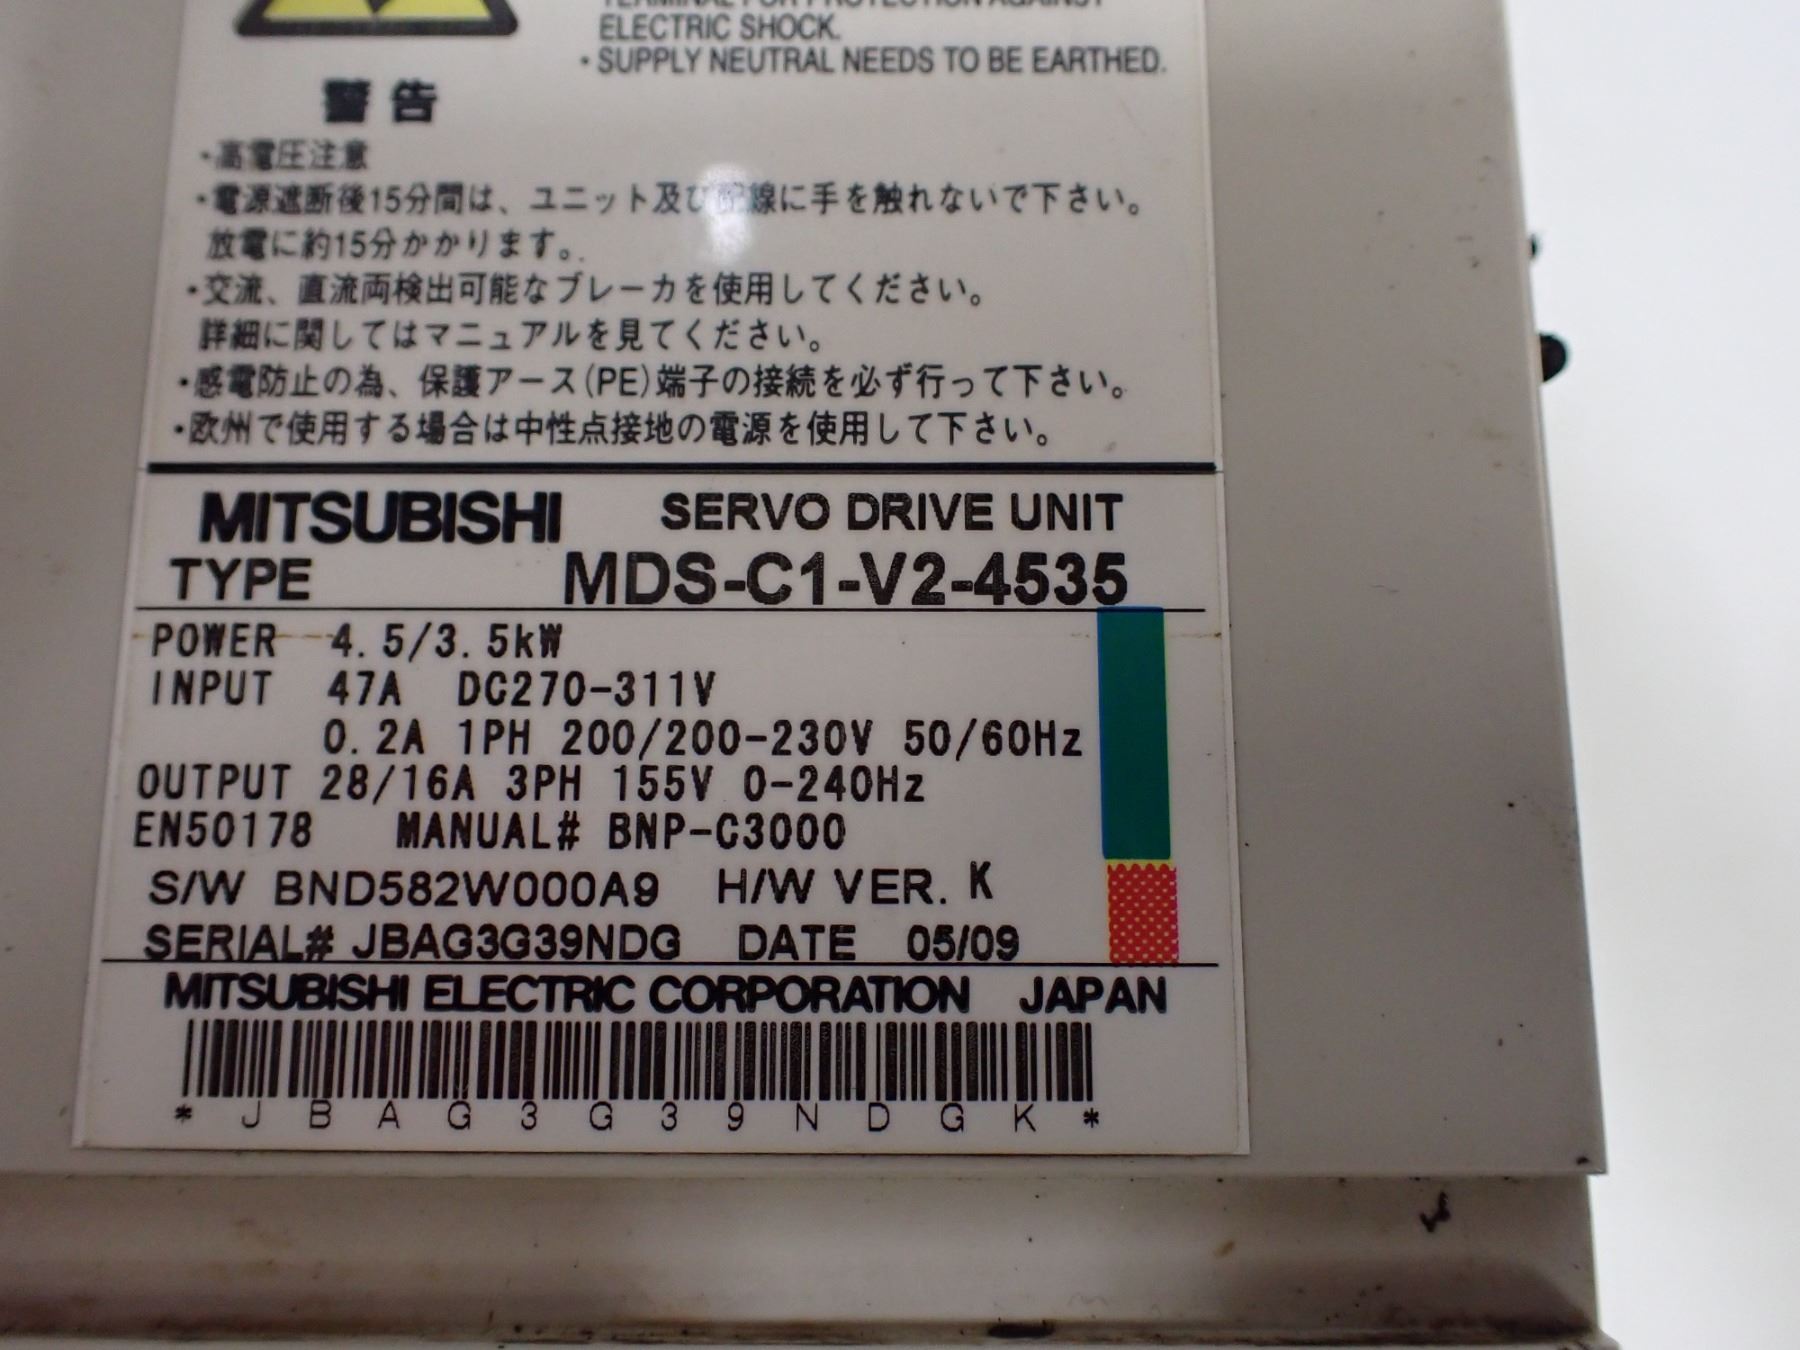 TERMINAL FOR PROTECTION AGAINST
ELECTRIC SHOCK.
・SUPPLY NEUTRAL NEEDS TO BE EARTHED.
警告
・高電圧注意
・電源遮断後15分間は、ユニット及び配線に手を触れないで下さい。
放電に約15分かかります。
・交流、直流両検出可能なブレーカを使用してください。
詳細に関してはマニュアルを見てください。
・感電防止の為、保護アース(PE)端子の接続を必ず行って下さい。
・欧州で使用する場合は中性点接地の電源を使用して下さい。
MITSUBISHI SERVO DRIVE UNIT
TYPE MDS-C1-V2-4535
POWER 4.5/3.5kW
INPUT 47A DC270-311V
0.2A 1PH 200/200-230V 50/60Hz
OUTPUT 28/16A 3PH 155V 0-240Hz
EN50178 MANUAL# BNP-C3000
S/W BND582W000A9 H/W VER. K
SERIAL# JBAG3G39NDG DATE 05/09
MITSUBISHI ELECTRIC CORPORATION JAPAN
*JBAG3G39NDGK*